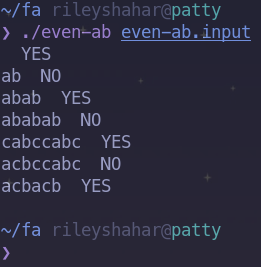 ~/fa rileyshahar@patty
❯ ./even-ab even-ab.input
  YES
ab  NO
abab  YES
ababab  NO
cabccabc  YES
acbccabc  NO
acbacb  YES
~/fa rileyshahar@patty
❯